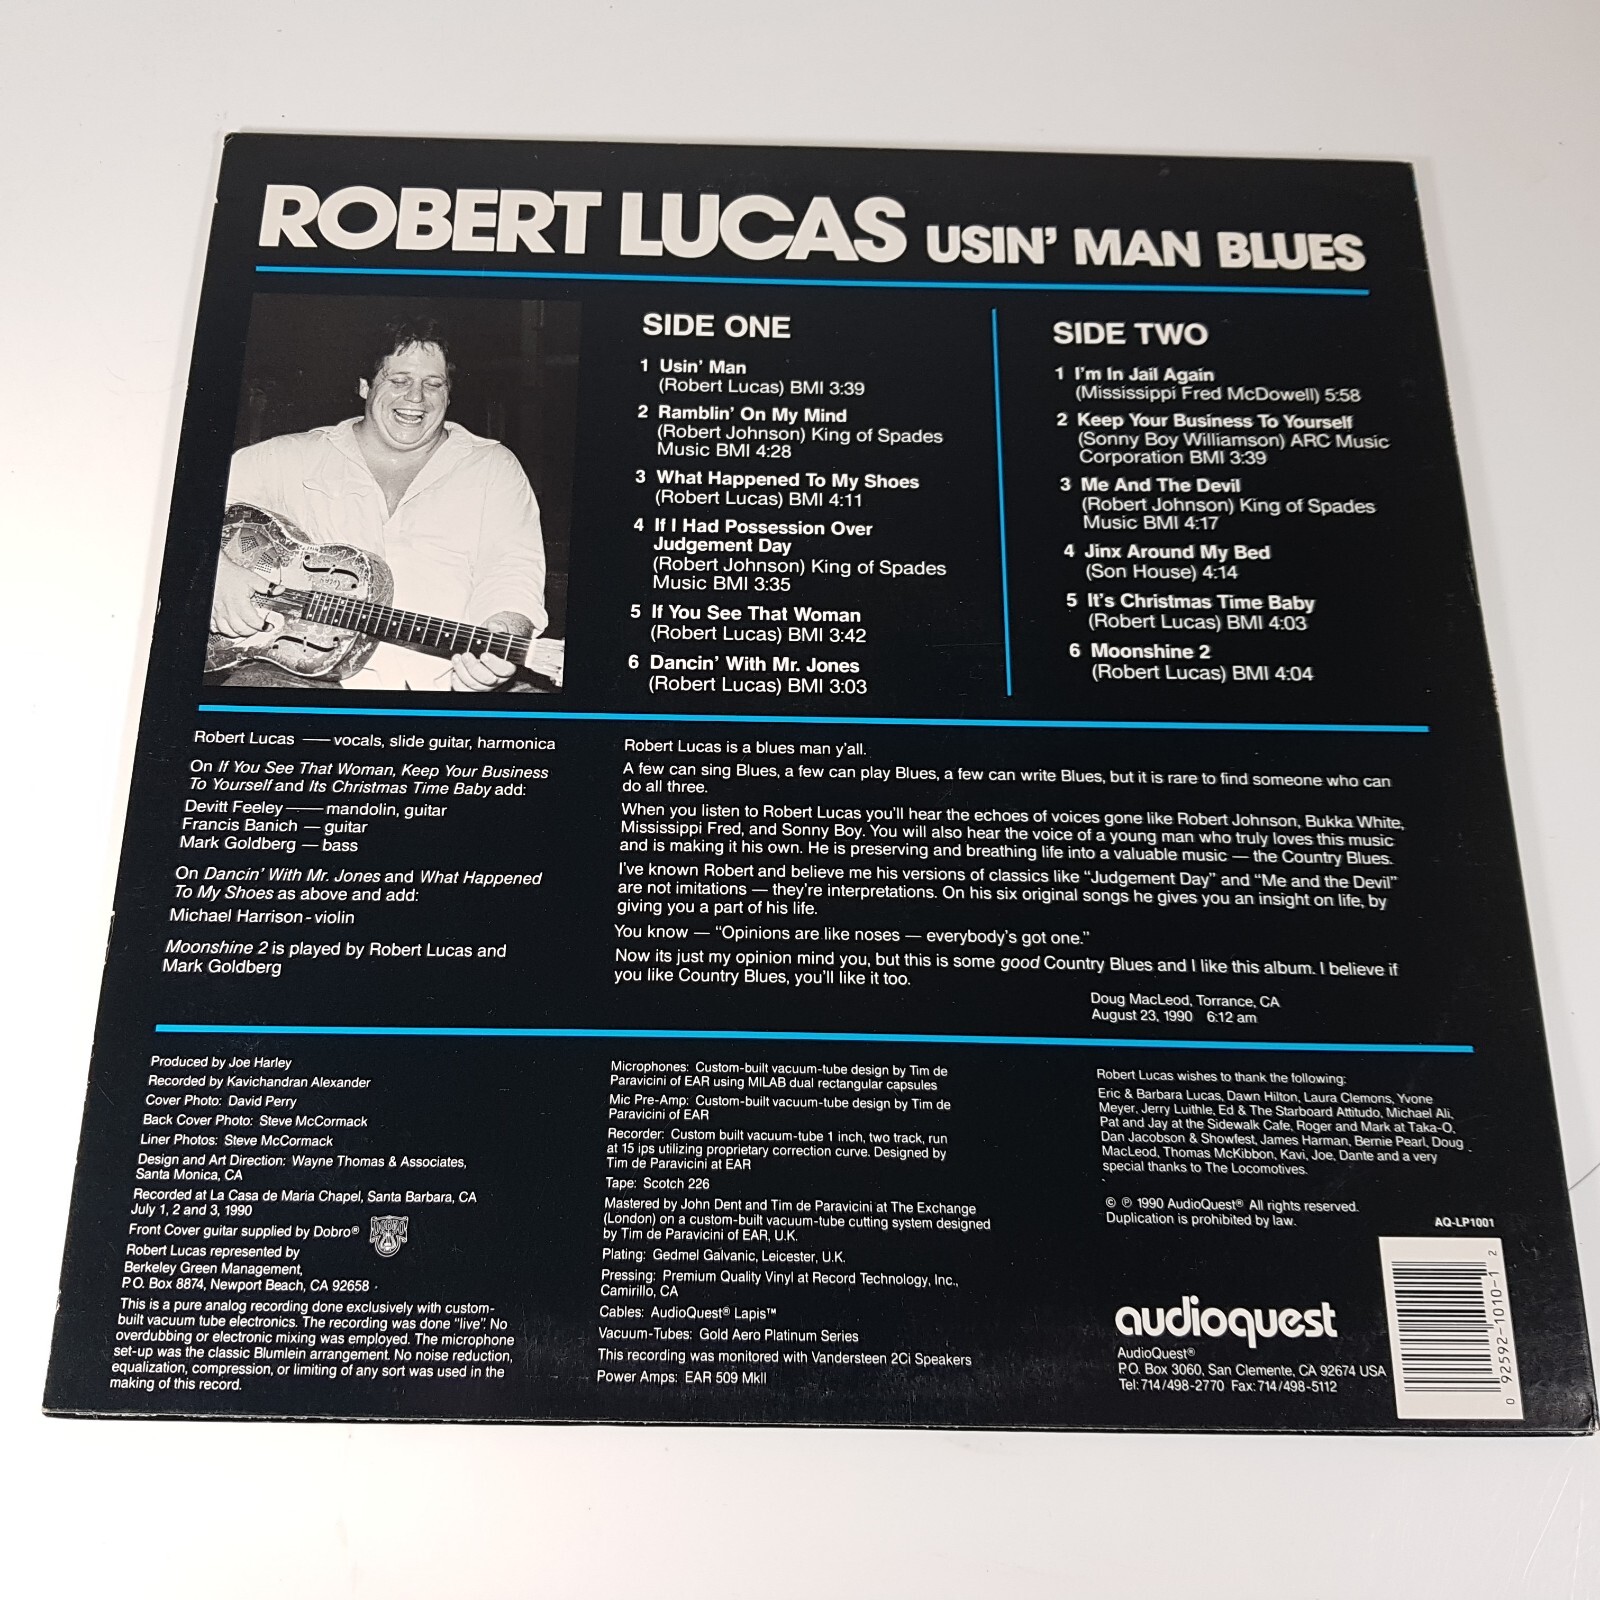 ROBERT LUCAS USIN' MAN BLUES
SIDE ONE
1 Usin' Man
(Robert Lucas) BMI 3:39
2 Ramblin' On My Mind
(Robert Johnson) King of Spades
Music BMI 4:28
3 What Happened To My Shoes
(Robert Lucas) BMI 4:11
4 If I Had Possession Over
Judgement Day
(Robert Johnson) King of Spades
Music BMI 3:35
5 If You See That Woman
(Robert Lucas) BMI 3:42
6 Dancin' With Mr. Jones
(Robert Lucas) BMI 3:03
SIDE TWO
1 I'm In Jail Again
(Mississippi Fred McDowell) 5:58
2 Keep Your Business To Yourself
(Sonny Boy Williamson) ARC Music
Corporation BMI 3:39
3 Me And The Devil
(Robert Johnson) King of Spades
Music BMI 4:17
4 Jinx Around My Bed
(Son House) 4:14
5 It's Christmas Time Baby
(Robert Lucas) BMI 4:03
6 Moonshine 2
(Robert Lucas) BMI 4:04
Robert Lucas — vocals, slide guitar, harmonica
On If You See That Woman, Keep Your Business
To Yourself and Its Christmas Time Baby add:
Devitt Feeley — mandolin, guitar
Francis Banich — guitar
Mark Goldberg — bass
On Dancin' With Mr. Jones and What Happened
To My Shoes as above and add:
Michael Harrison - violin
Moonshine 2 is played by Robert Lucas and
Mark Goldberg
Robert Lucas is a blues man y'all.
A few can sing Blues, a few can play Blues, a few can write Blues, but it is rare to find someone who can
do all three.
When you listen to Robert Lucas you'll hear the echoes of voices gone like Robert Johnson, Bukka White,
Mississippi Fred, and Sonny Boy. You will also hear the voice of a young man who truly loves this music
and is making it his own. He is preserving and breathing life into a valuable music — the Country Blues.
I've known Robert and believe me his versions of classics like "Judgement Day" and "Me and the Devil"
are not imitations — they're interpretations. On his six original songs he gives you an insight on life, by
giving you a part of his life.
You know — "Opinions are like noses — everybody's got one."
Now its just my opinion mind you, but this is some good Country Blues and I like this album. I believe if
you like Country Blues, you'll like it too.
Doug MacLeod, Torrance, CA
August 23, 1990 6:12 am
Produced by Joe Harley
Recorded by Kavichandran Alexander
Cover Photo: David Perry
Back Cover Photo: Steve McCormack
Liner Photos: Steve McCormack
Design and Art Direction: Wayne Thomas & Associates,
Santa Monica, CA
Recorded at La Casa de Maria Chapel, Santa Barbara, CA
July 1, 2 and 3, 1990
Front Cover guitar supplied by Dobro®
DOBRO
Robert Lucas represented by
Berkeley Green Management,
P.O. Box 8874, Newport Beach, CA 92658
This is a pure analog recording done exclusively with custom-
built vacuum tube electronics. The recording was done "live". No
overdubbing or electronic mixing was employed. The microphone
set-up was the classic Blumlein arrangement. No noise reduction,
equalization, compression, or limiting of any sort was used in the
making of this record.
Microphones: Custom-built vacuum-tube design by Tim de
Paravicini of EAR using MILAB dual rectangular capsules
Mic Pre-Amp: Custom-built vacuum-tube design by Tim de
Paravicini of EAR
Recorder: Custom built vacuum-tube 1 inch, two track, run
at 15 ips utilizing proprietary correction curve. Designed by
Tim de Paravicini at EAR
Tape: Scotch 226
Mastered by John Dent and Tim de Paravicini at The Exchange
(London) on a custom-built vacuum-tube cutting system designed
by Tim de Paravicini of EAR, U.K.
Plating: Gedmel Galvanic, Leicester, U.K.
Pressing: Premium Quality Vinyl at Record Technology, Inc.,
Camirillo, CA
Cables: AudioQuest® Lapis™
Vacuum-Tubes: Gold Aero Platinum Series
This recording was monitored with Vandersteen 2Ci Speakers
Power Amps: EAR 509 MkII
Robert Lucas wishes to thank the following:
Eric & Barbara Lucas, Dawn Hilton, Laura Clemons, Yvone
Meyer, Jerry Luithle, Ed & The Starboard Attitudo, Michael Ali,
Pat and Jay at the Sidewalk Cafe, Roger and Mark at Taka-O,
Dan Jacobson & Showfest, James Harman, Bernie Pearl, Doug
MacLeod, Thomas McKibbon, Kavi, Joe, Dante and a very
special thanks to The Locomotives.
© ℗ 1990 AudioQuest® All rights reserved.
Duplication is prohibited by law.
AQ-LP1001
audioquest
AudioQuest®
P.O. Box 3060, San Clemente, CA 92674 USA
Tel: 714/498-2770 Fax: 714/498-5112
0 92592-1010-1 2